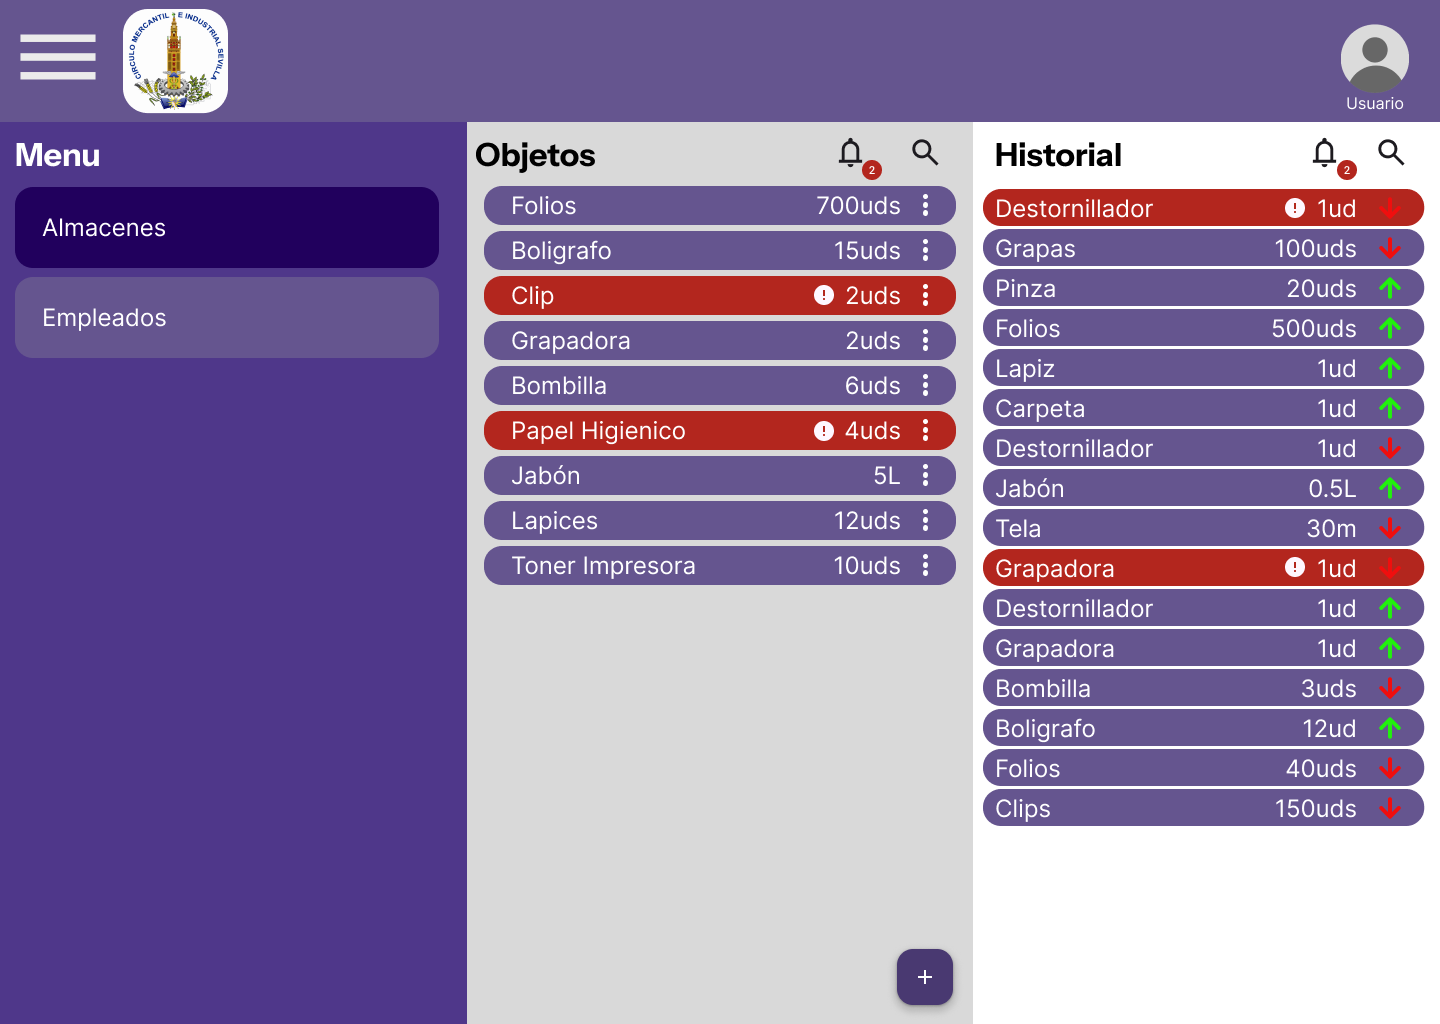 CIRCULO MERCANTIL E INDUSTRIAL SEVILLA
Usuario
Menu
Almacenes
Empleados
Objetos
2
Folios 700uds
Boligrafo 15uds
Clip ! 2uds
Grapadora 2uds
Bombilla 6uds
Papel Higienico ! 4uds
Jabón 5L
Lapices 12uds
Toner Impresora 10uds
+
Historial
2
Destornillador ! 1ud
Grapas 100uds
Pinza 20uds
Folios 500uds
Lapiz 1ud
Carpeta 1ud
Destornillador 1ud
Jabón 0.5L
Tela 30m
Grapadora ! 1ud
Destornillador 1ud
Grapadora 1ud
Bombilla 3uds
Boligrafo 12ud
Folios 40uds
Clips 150uds